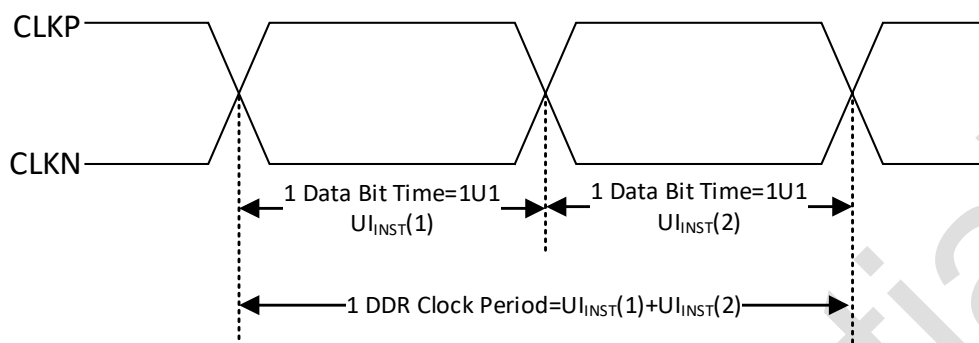 CLKP
CLKN
1 Data Bit Time=1U1
UIINST(1)
1 Data Bit Time=1U1
UIINST(2)
1 DDR Clock Period=UIINST(1)+UIINST(2)